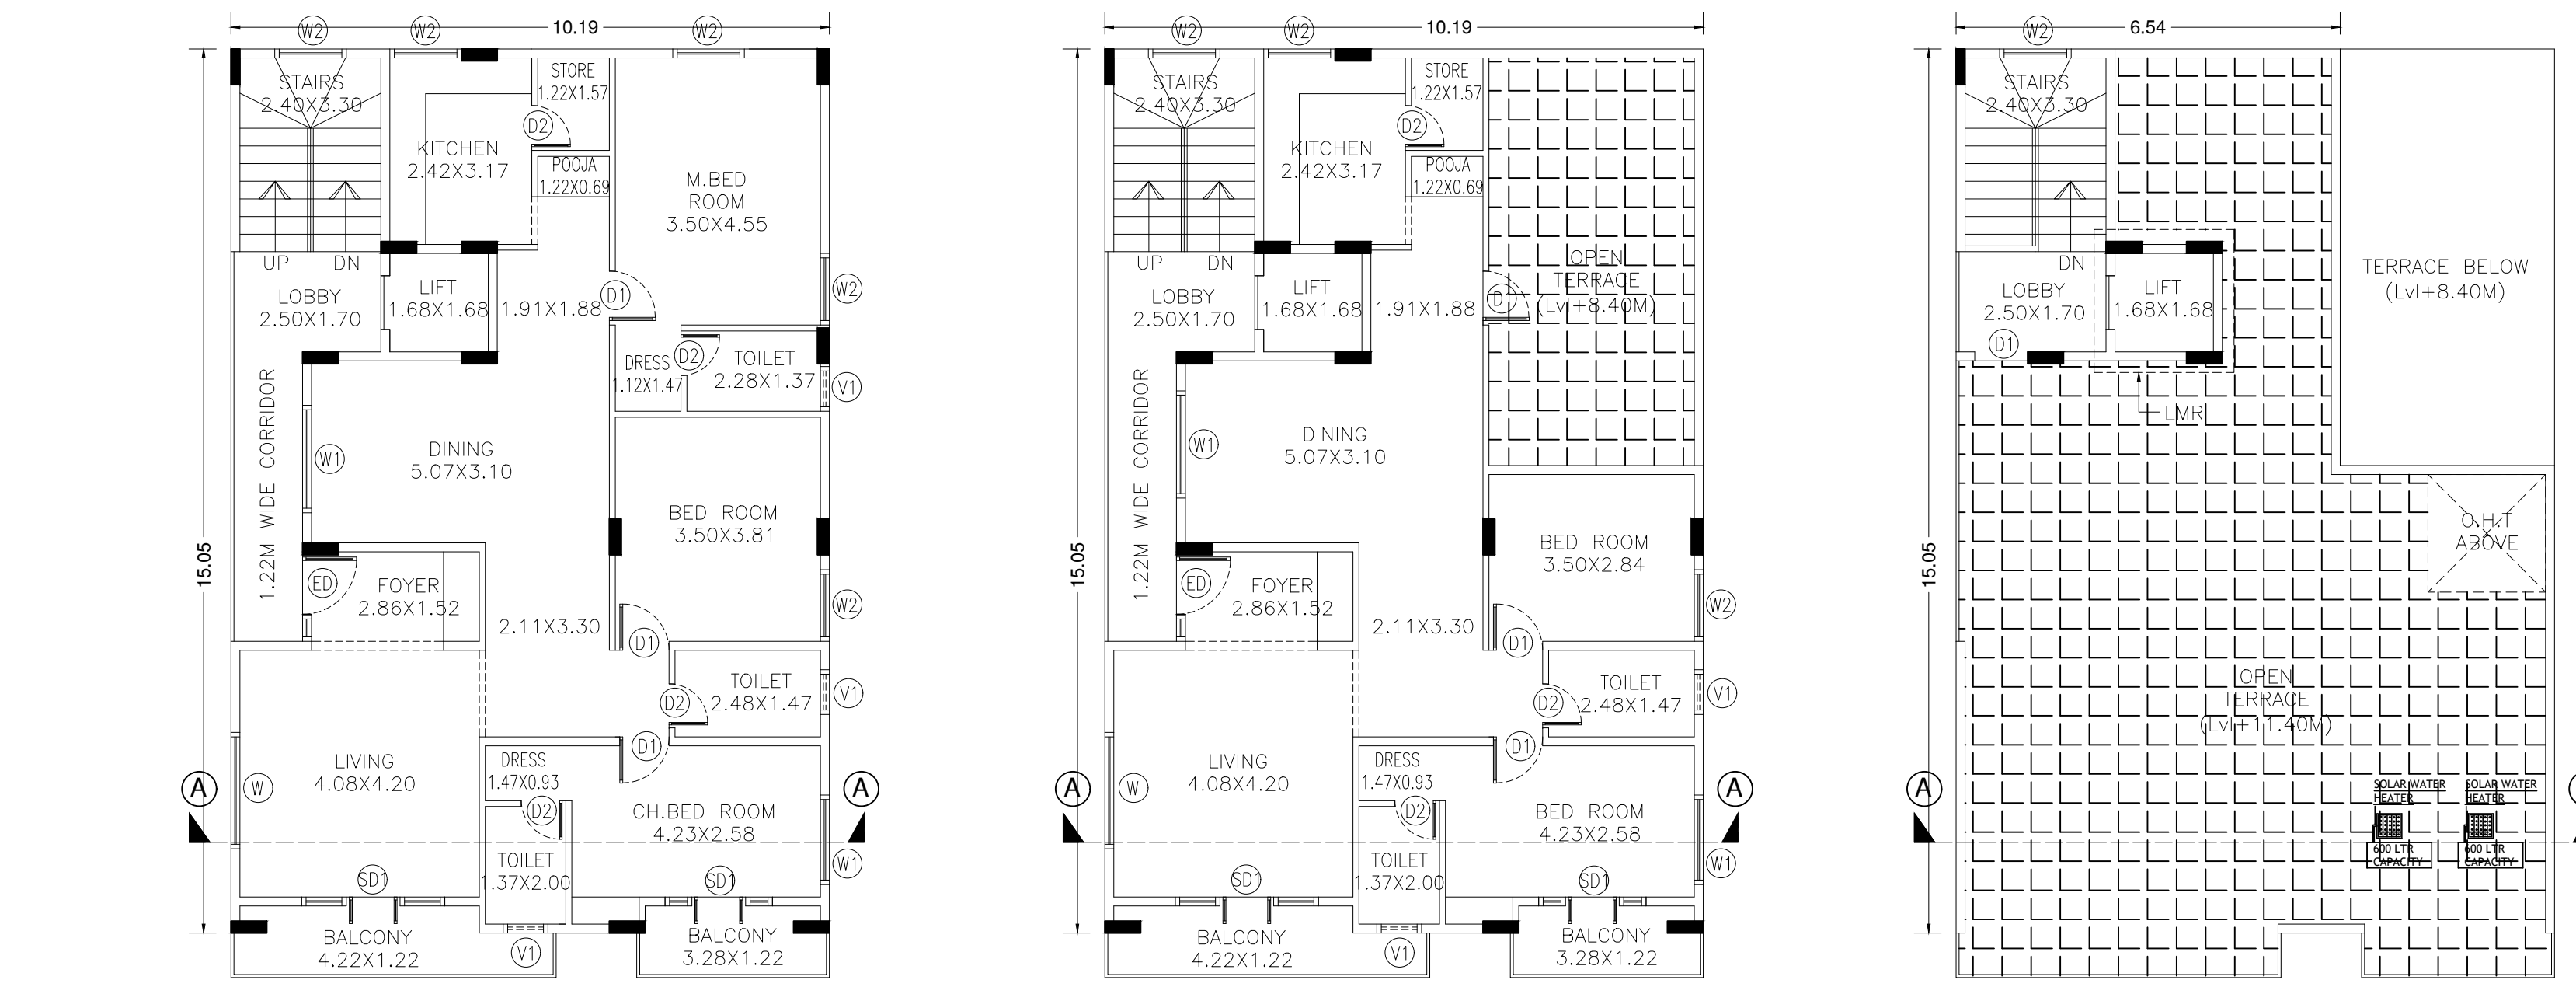 W2
W2
W2
10.19
STAIRS
2.40X3.30
STORE
1.22X1.57
D2
KITCHEN
2.42X3.17
POOJA
1.22X0.69
M.BED
ROOM
3.50X4.55
UP
DN
LOBBY
2.50X1.70
LIFT
1.68X1.68
1.91X1.88
D1
W2
DRESS
1.12X1.47
D2
TOILET
2.28X1.37
V1
1.22M WIDE CORRIDOR
W1
DINING
5.07X3.10
BED ROOM
3.50X3.81
15.05
ED
FOYER
2.86X1.52
W2
2.11X3.30
D1
TOILET
2.48X1.47
D2
V1
D1
LIVING
4.08X4.20
W
DRESS
1.47X0.93
D2
CH.BED ROOM
4.23X2.58
A
A
TOILET
1.37X2.00
W1
SD1
SD1
BALCONY
4.22X1.22
V1
BALCONY
3.28X1.22
W2
W2
10.19
STAIRS
2.40X3.30
STORE
1.22X1.57
D2
KITCHEN
2.42X3.17
POOJA
1.22X0.69
UP
DN
LOBBY
2.50X1.70
LIFT
1.68X1.68
1.91X1.88
D
OPEN
TERRACE
(Lvl+8.40M)
1.22M WIDE CORRIDOR
W1
DINING
5.07X3.10
BED ROOM
3.50X2.84
15.05
ED
FOYER
2.86X1.52
W2
2.11X3.30
D1
TOILET
2.48X1.47
D2
V1
D1
LIVING
4.08X4.20
W
DRESS
1.47X0.93
D2
BED ROOM
4.23X2.58
A
A
TOILET
1.37X2.00
W1
SD1
SD1
BALCONY
4.22X1.22
V1
BALCONY
3.28X1.22
W2
6.54
STAIRS
2.40X3.30
DN
LOBBY
2.50X1.70
LIFT
1.68X1.68
D1
LMR
TERRACE BELOW
(Lvl+8.40M)
O.H.T
ABOVE
15.05
OPEN
TERRACE
(Lvl+11.40M)
A
SOLAR WATER
HEATER
600 LTR
CAPACITY
SOLAR WATER
HEATER
600 LTR
CAPACITY